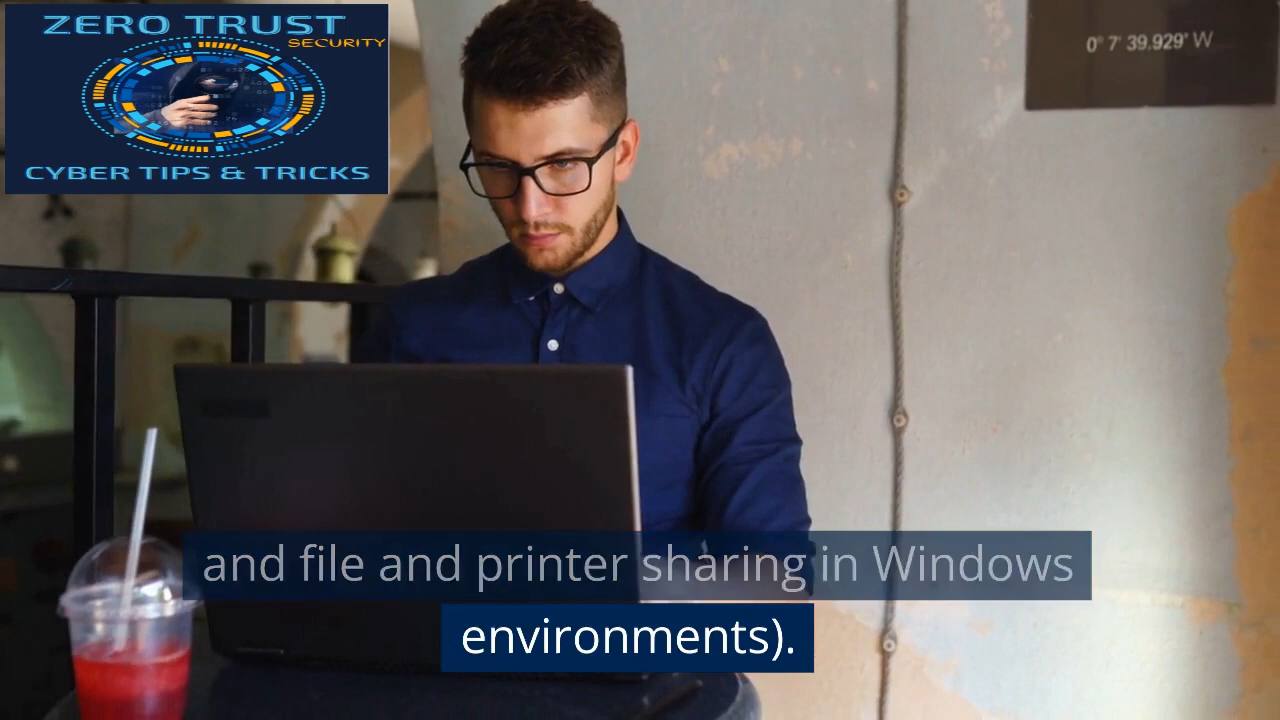 ZERO TRUST
SECURITY
CYBER TIPS & TRICKS
0° 7' 39.929" W
and file and printer sharing in Windows
environments).